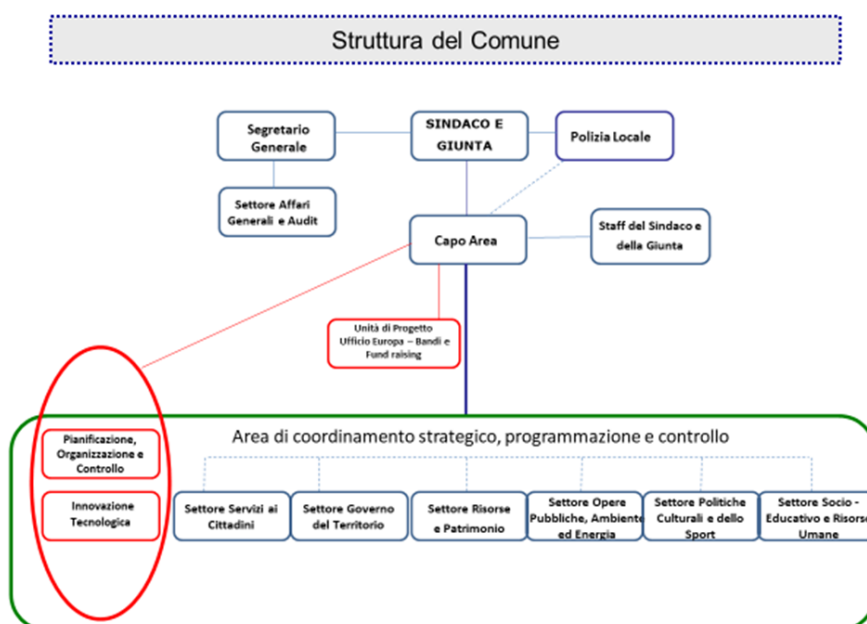 Struttura del Comune
Segretario
Generale
SINDACO E
GIUNTA
Polizia Locale
Settore Affari
Generali e Audit
Capo Area
Staff del Sindaco e
della Giunta
Unità di Progetto
Ufficio Europa – Bandi e
Fund raising
Area di coordinamento strategico, programmazione e controllo
Pianificazione,
Organizzazione e
Controllo
Innovazione
Tecnologica
Settore Servizi ai
Cittadini
Settore Governo
del Territorio
Settore Risorse
e Patrimonio
Settore Opere
Pubbliche, Ambiente
ed Energia
Settore Politiche
Culturali e dello
Sport
Settore Socio -
Educativo e Risorse
Umane